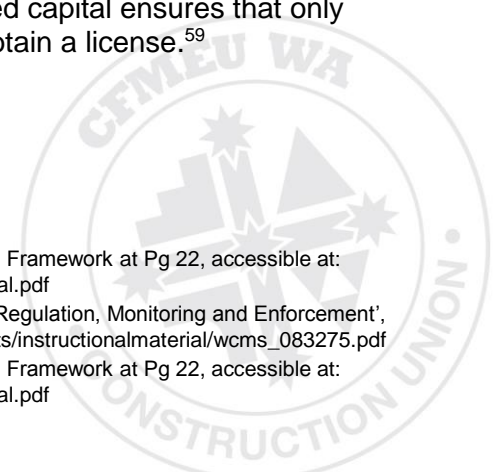 ed capital ensures that only
otain a license.⁵⁹
CFMEU WA
CONSTRUCTION UNION
Framework at Pg 22, accessible at:
al.pdf
Regulation, Monitoring and Enforcement',
ts/instructionalmaterial/wcms_083275.pdf
Framework at Pg 22, accessible at:
al.pdf